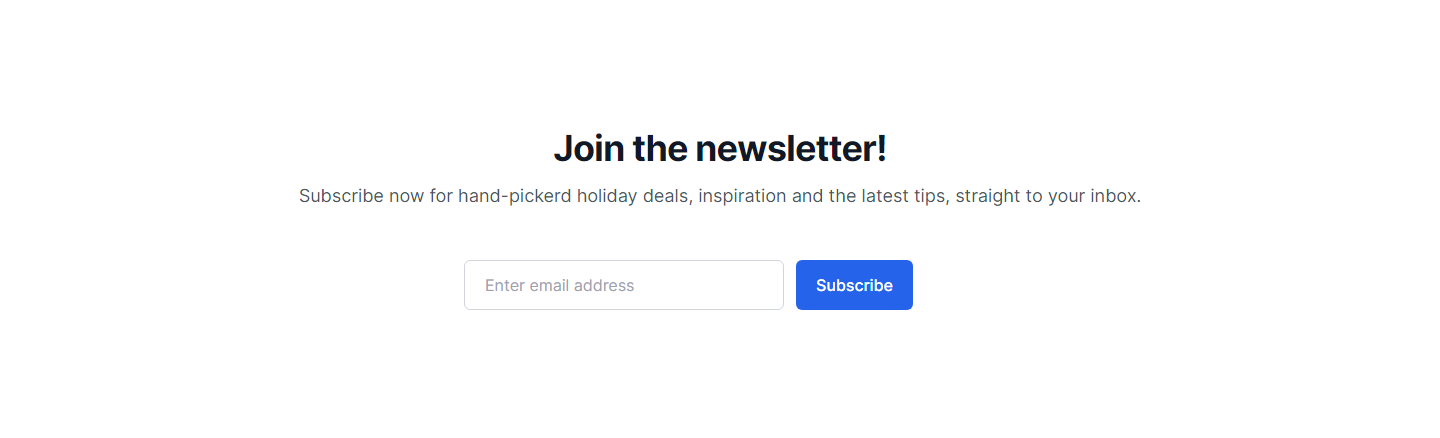 Join the newsletter!
Subscribe now for hand-pickerd holiday deals, inspiration and the latest tips, straight to your inbox.
Enter email address
Subscribe